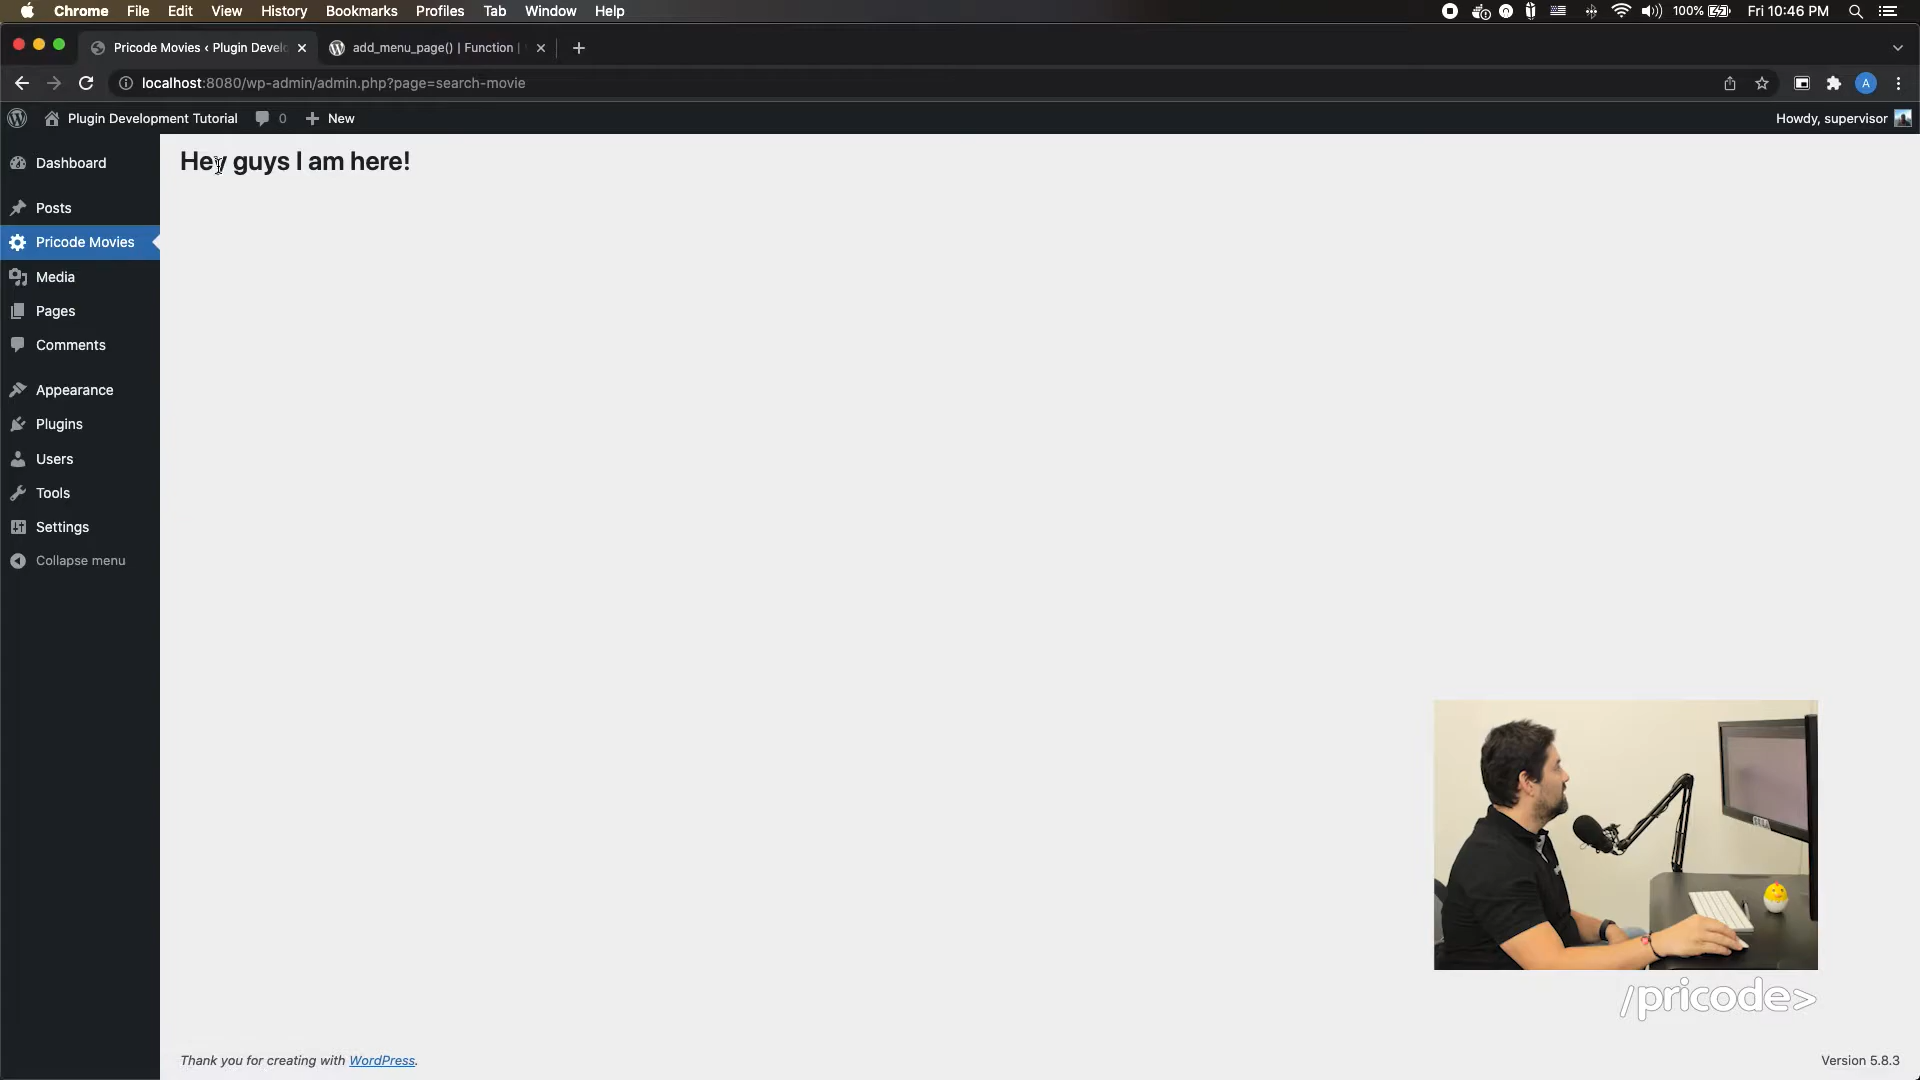 Chrome File Edit View History Bookmarks Profiles Tab Window Help 100% Fri 10:46 PM
Pricode Movies ‹ Plugin Devel add_menu_page() | Function |
localhost:8080/wp-admin/admin.php?page=search-movie A
Plugin Development Tutorial 0 New Howdy, supervisor
Hey guys I am here!
Dashboard
Posts
Pricode Movies
Media
Pages
Comments
Appearance
Plugins
Users
Tools
Settings
Collapse menu
/pricode>
Thank you for creating with WordPress. Version 5.8.3